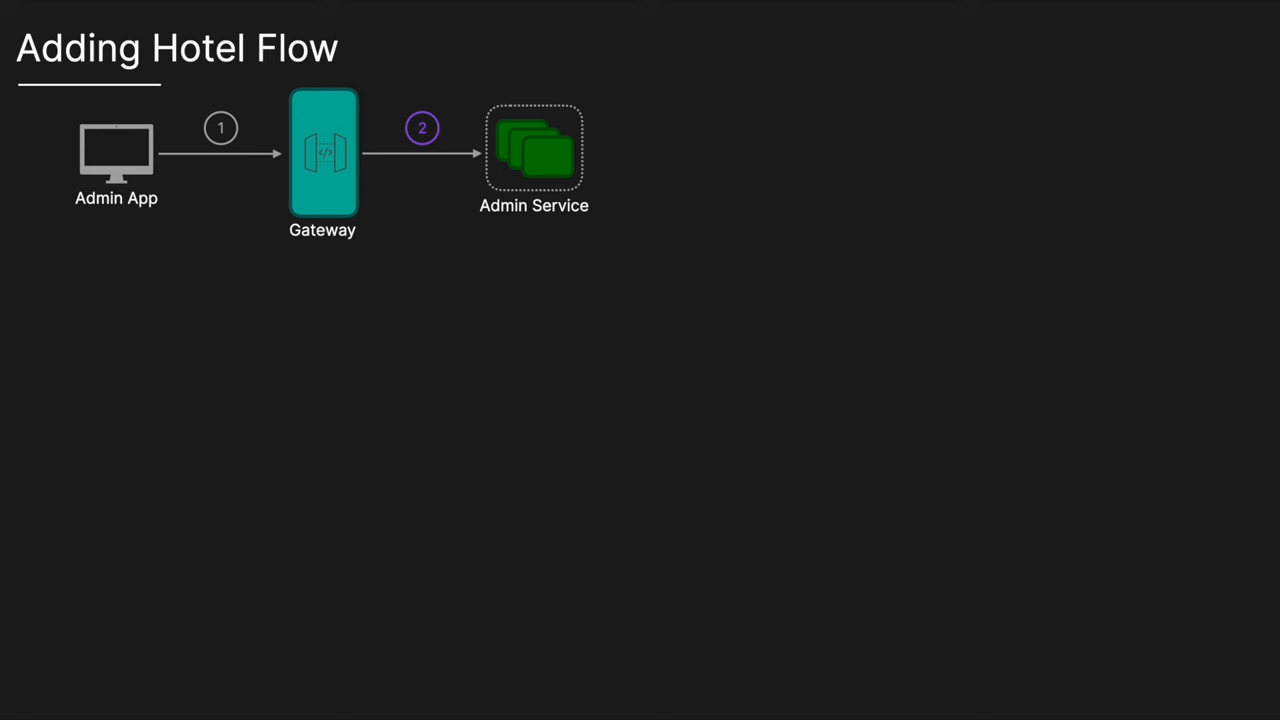 Adding Hotel Flow
1
2
</>
Admin App
Admin Service
Gateway